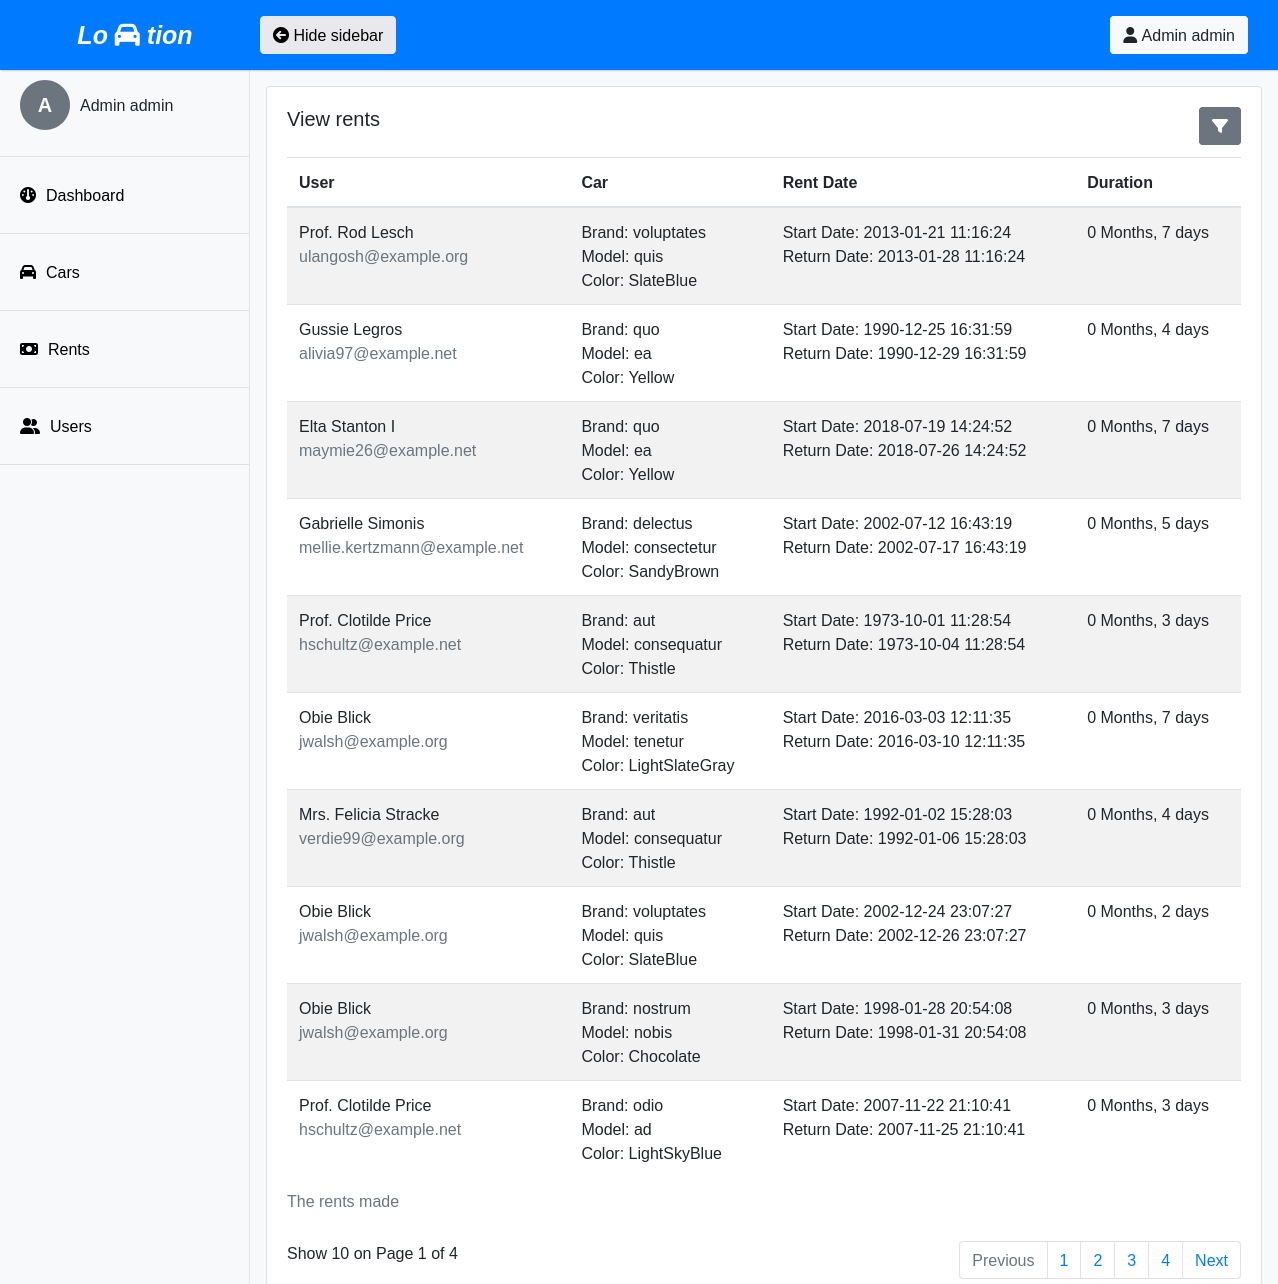 Lo tion
Hide sidebar
Admin admin
A
Admin admin
Dashboard
Cars
Rents
Users
View rents
User Car Rent Date Duration
Prof. Rod Lesch Brand: voluptates Start Date: 2013-01-21 11:16:24 0 Months, 7 days
ulangosh@example.org Model: quis Return Date: 2013-01-28 11:16:24
Color: SlateBlue
Gussie Legros Brand: quo Start Date: 1990-12-25 16:31:59 0 Months, 4 days
alivia97@example.net Model: ea Return Date: 1990-12-29 16:31:59
Color: Yellow
Elta Stanton I Brand: quo Start Date: 2018-07-19 14:24:52 0 Months, 7 days
maymie26@example.net Model: ea Return Date: 2018-07-26 14:24:52
Color: Yellow
Gabrielle Simonis Brand: delectus Start Date: 2002-07-12 16:43:19 0 Months, 5 days
mellie.kertzmann@example.net Model: consectetur Return Date: 2002-07-17 16:43:19
Color: SandyBrown
Prof. Clotilde Price Brand: aut Start Date: 1973-10-01 11:28:54 0 Months, 3 days
hschultz@example.net Model: consequatur Return Date: 1973-10-04 11:28:54
Color: Thistle
Obie Blick Brand: veritatis Start Date: 2016-03-03 12:11:35 0 Months, 7 days
jwalsh@example.org Model: tenetur Return Date: 2016-03-10 12:11:35
Color: LightSlateGray
Mrs. Felicia Stracke Brand: aut Start Date: 1992-01-02 15:28:03 0 Months, 4 days
verdie99@example.org Model: consequatur Return Date: 1992-01-06 15:28:03
Color: Thistle
Obie Blick Brand: voluptates Start Date: 2002-12-24 23:07:27 0 Months, 2 days
jwalsh@example.org Model: quis Return Date: 2002-12-26 23:07:27
Color: SlateBlue
Obie Blick Brand: nostrum Start Date: 1998-01-28 20:54:08 0 Months, 3 days
jwalsh@example.org Model: nobis Return Date: 1998-01-31 20:54:08
Color: Chocolate
Prof. Clotilde Price Brand: odio Start Date: 2007-11-22 21:10:41 0 Months, 3 days
hschultz@example.net Model: ad Return Date: 2007-11-25 21:10:41
Color: LightSkyBlue
The rents made
Show 10 on Page 1 of 4
Previous 1 2 3 4 Next